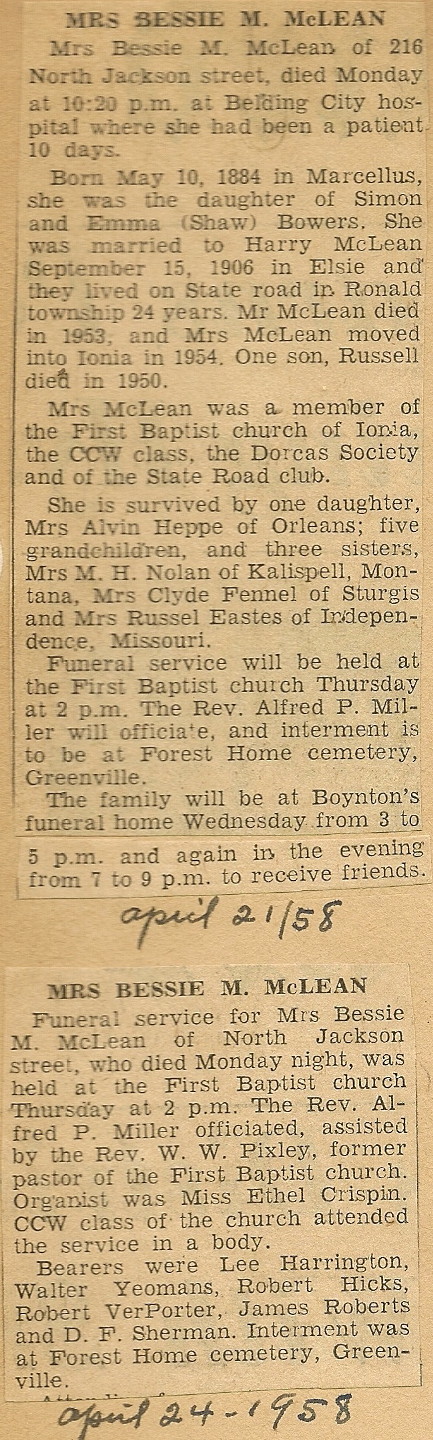 MRS BESSIE M. McLEAN
Mrs Bessie M. McLean of 216
North Jackson street, died Monday
at 10:20 p.m. at Belding City hos-
pital where she had been a patient
10 days.
Born May 10, 1884 in Marcellus,
she was the daughter of Simon
and Emma (Shaw) Bowers. She
was married to Harry McLean
September 15, 1906 in Elsie and
they lived on State road in Ronald
township 24 years. Mr McLean died
in 1953, and Mrs McLean moved
into Ionia in 1954. One son, Russell
died in 1950.
Mrs McLean was a member of
the First Baptist church of Ionia,
the CCW class, the Dorcas Society
and of the State Road club.
She is survived by one daughter,
Mrs Alvin Heppe of Orleans; five
grandchildren, and three sisters,
Mrs M. H. Nolan of Kalispell, Mon-
tana, Mrs Clyde Fennel of Sturgis
and Mrs Russel Eastes of Indepen-
dence, Missouri.
Funeral service will be held at
the First Baptist church Thursday
at 2 p.m. The Rev. Alfred P. Mil-
ler will officiate, and interment is
to be at Forest Home cemetery,
Greenville.
The family will be at Boynton's
funeral home Wednesday from 3 to
5 p.m. and again in the evening
from 7 to 9 p.m. to receive friends.
april 21/58
MRS BESSIE M. McLEAN
Funeral service for Mrs Bessie
M. McLean of North Jackson
street, who died Monday night, was
held at the First Baptist church
Thursday at 2 p.m. The Rev. Al-
fred P. Miller officiated, assisted
by the Rev. W. W. Pixley, former
pastor of the First Baptist church.
Organist was Miss Ethel Crispin.
CCW class of the church attended
the service in a body.
Bearers were Lee Harrington,
Walter Yeomans, Robert Hicks,
Robert VerPorter, James Roberts
and D. F. Sherman. Interment was
at Forest Home cemetery, Green-
ville.
april 24-1958